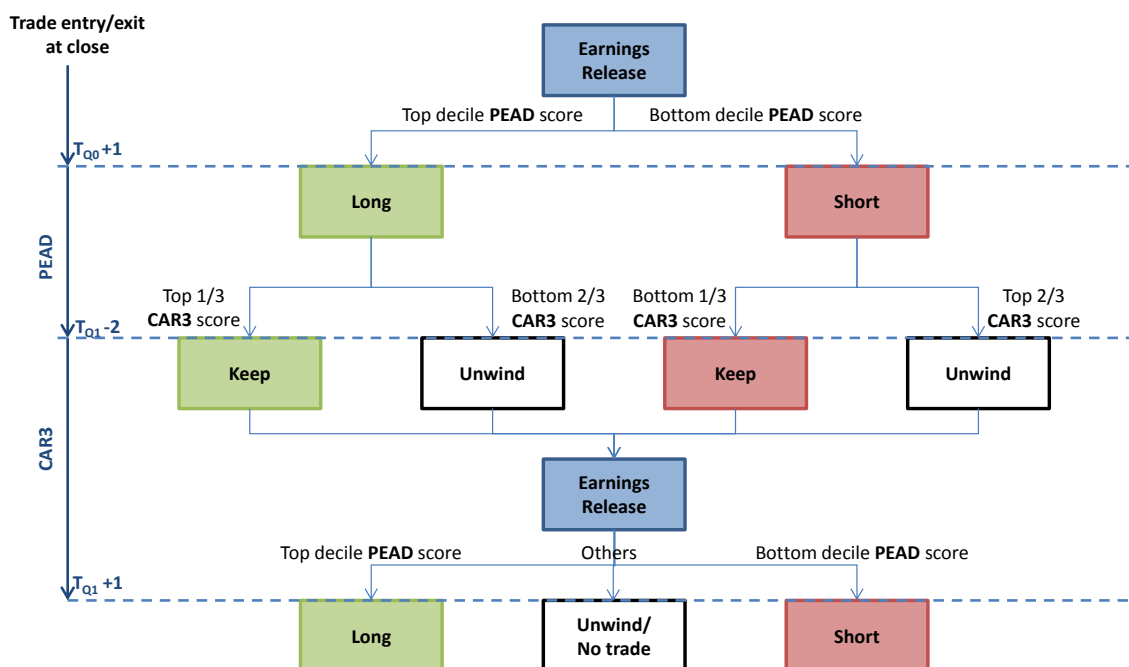 Trade entry/exit
at close
Earnings
Release
Top decile PEAD score
Bottom decile PEAD score
TQ0+1
Long
Short
PEAD
Top 1/3
CAR3 score
Bottom 2/3
CAR3 score
Bottom 1/3
CAR3 score
Top 2/3
CAR3 score
TQ1-2
Keep
Unwind
Keep
Unwind
CAR3
Earnings
Release
Top decile PEAD score
Others
Bottom decile PEAD score
TQ1+1
Long
Unwind/
No trade
Short